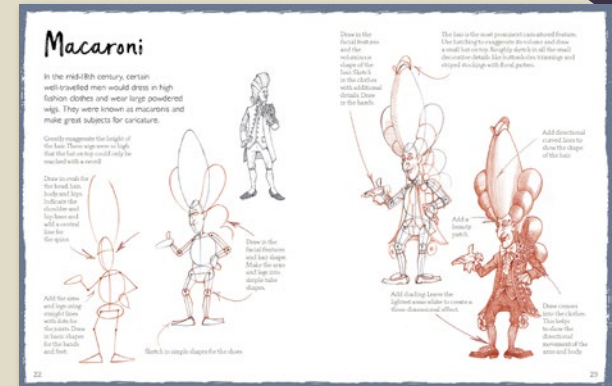 Macaroni
In the mid-18th century, certain
well-travelled men would dress in high
fashion clothes and wear large powdered
wigs. They were known as macaronis and
make great subjects for caricature.
Greatly exaggerate the height of
the hair. These wigs were so high
that the hat on top could only be
reached with a sword!
Draw in ovals for
the head, hair,
body and hips.
Indicate the
shoulder and
hip lines and
add a central
line for
the spine.
Add the arms
and legs using
straight lines
with dots for
the joints. Draw
in basic shapes
for the hands
and feet.
Draw in the
facial features
and hair shape.
Make the arms
and legs into
simple tube
shapes.
Sketch in simple shapes for the shoes
22
Draw in the
facial features
and the
voluminous
shape of the
hair. Sketch
in the clothes
with additional
details. Draw
in the hands.
The hair is the most prominent caricatured feature.
Use hatching to exaggerate its volume and draw
a small hat on top. Roughly sketch in all the small
decorative details like buttonholes, trimmings and
striped stockings with floral pattern.
Add directional
curved lines to
show the shape
of the hair.
Add a
beauty
patch.
Add shading. Leave the
lightest areas white to create a
three-dimensional effect.
Draw creases
into the clothes.
This helps
to show the
directional
movement of the
arms and body.
23